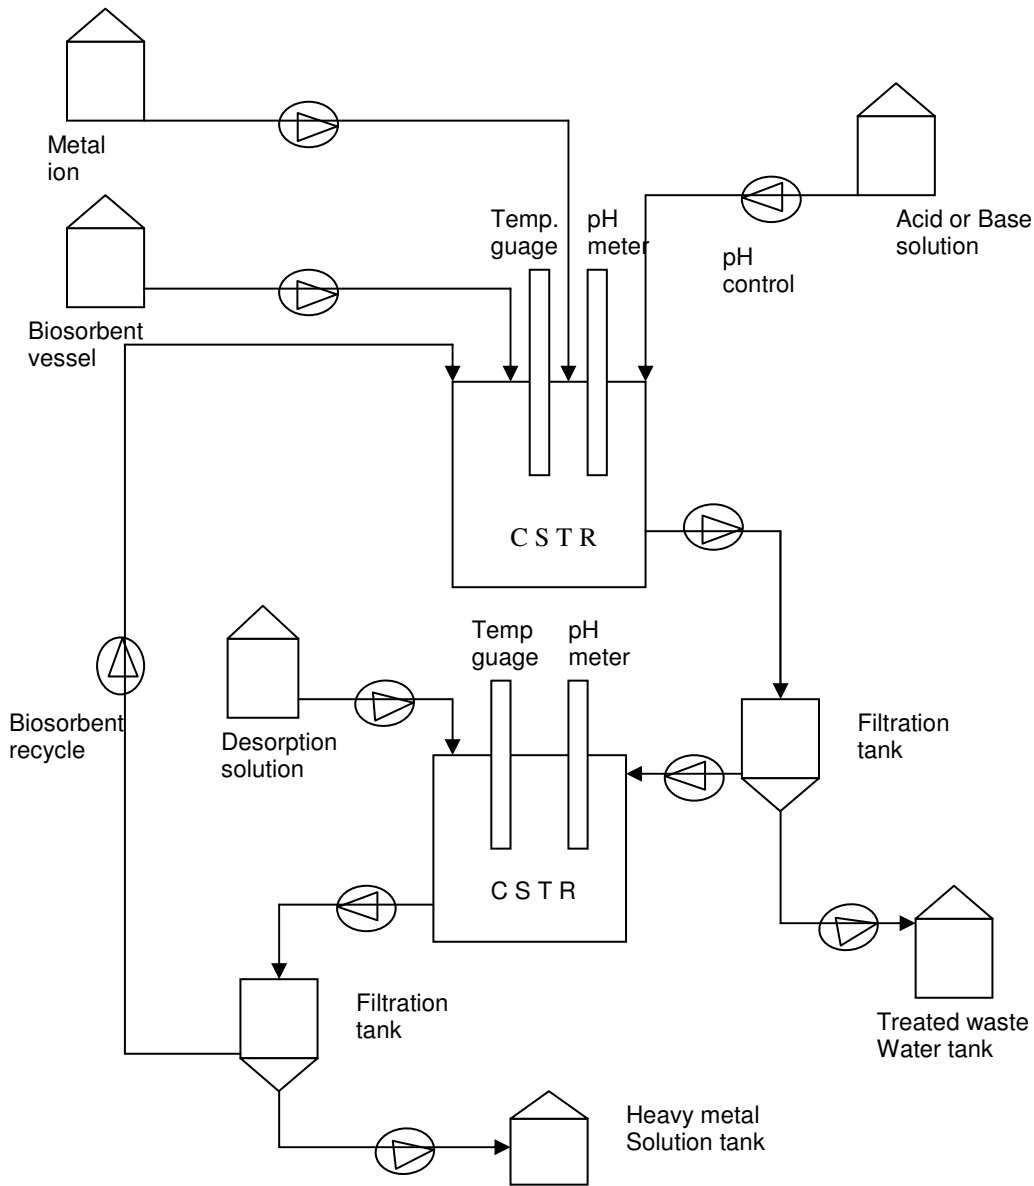 Metal
ion
Temp.
guage
pH
meter
Acid or Base
solution
pH
control
Biosorbent
vessel
C S T R
Temp
guage
pH
meter
Biosorbent
recycle
Desorption
solution
Filtration
tank
C S T R
Filtration
tank
Treated waste
Water tank
Heavy metal
Solution tank